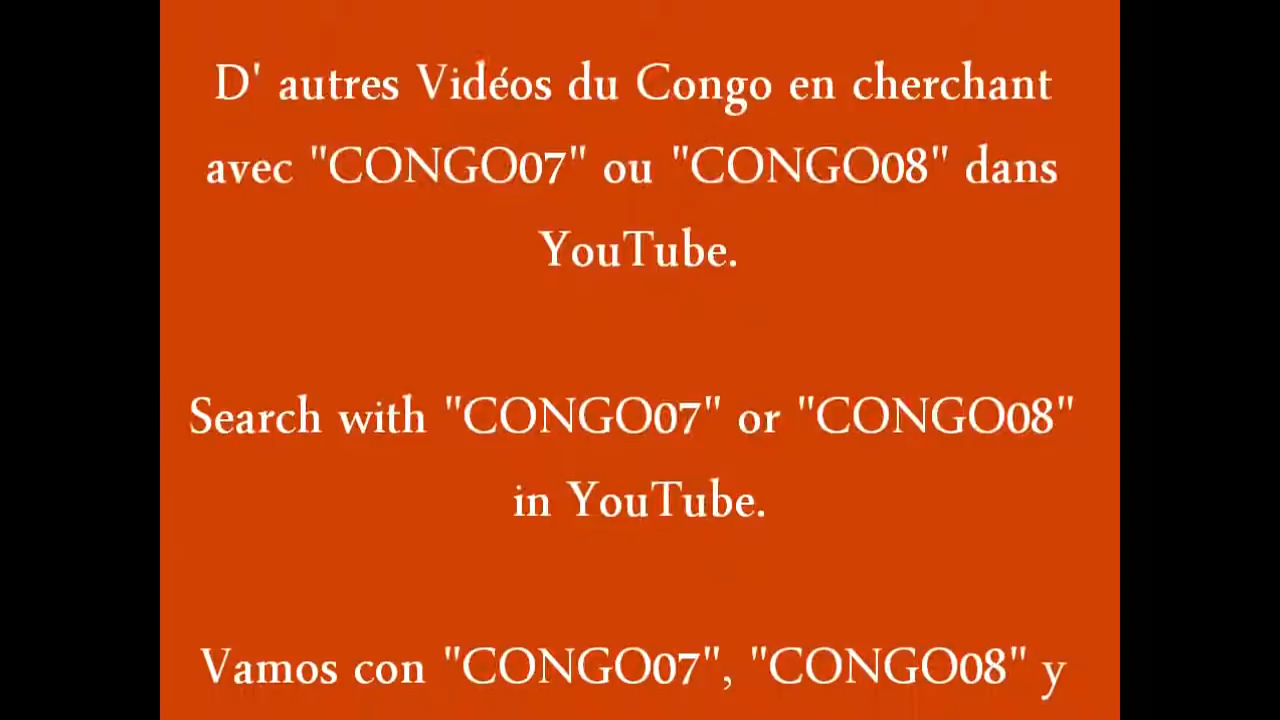 D' autres Vidéos du Congo en cherchant
avec "CONGO07" ou "CONGO08" dans
YouTube.
Search with "CONGO07" or "CONGO08"
in YouTube.
Vamos con "CONGO07", "CONGO08" y